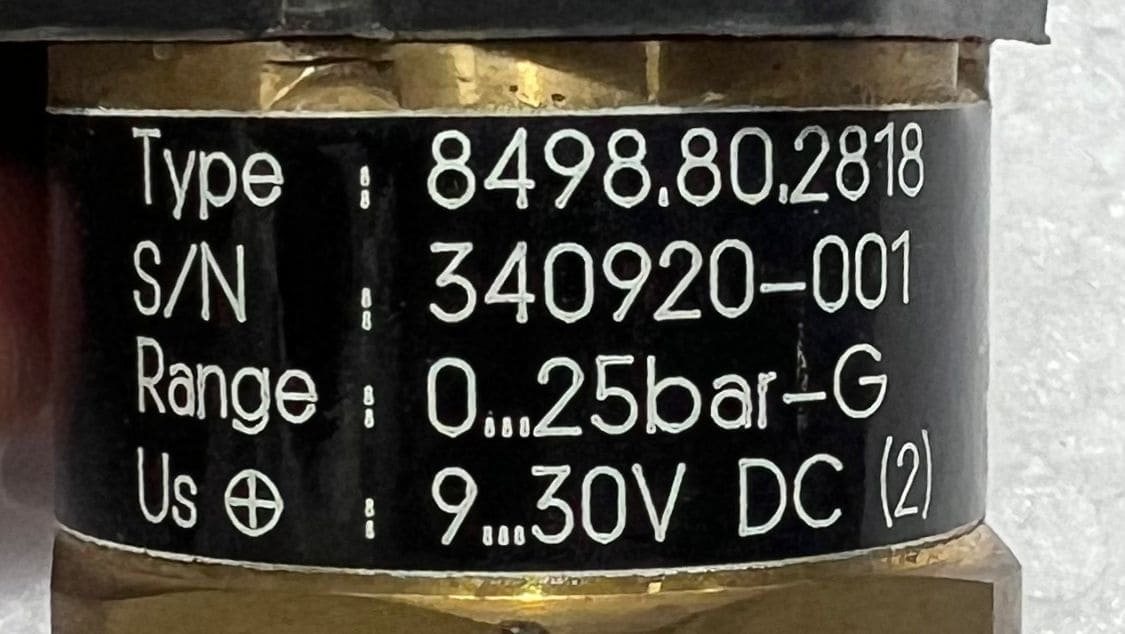 Type : 8498.80.2818
S/N : 340920-001
Range : 0...25bar-G
Us ⊕ : 9...30V DC (2)